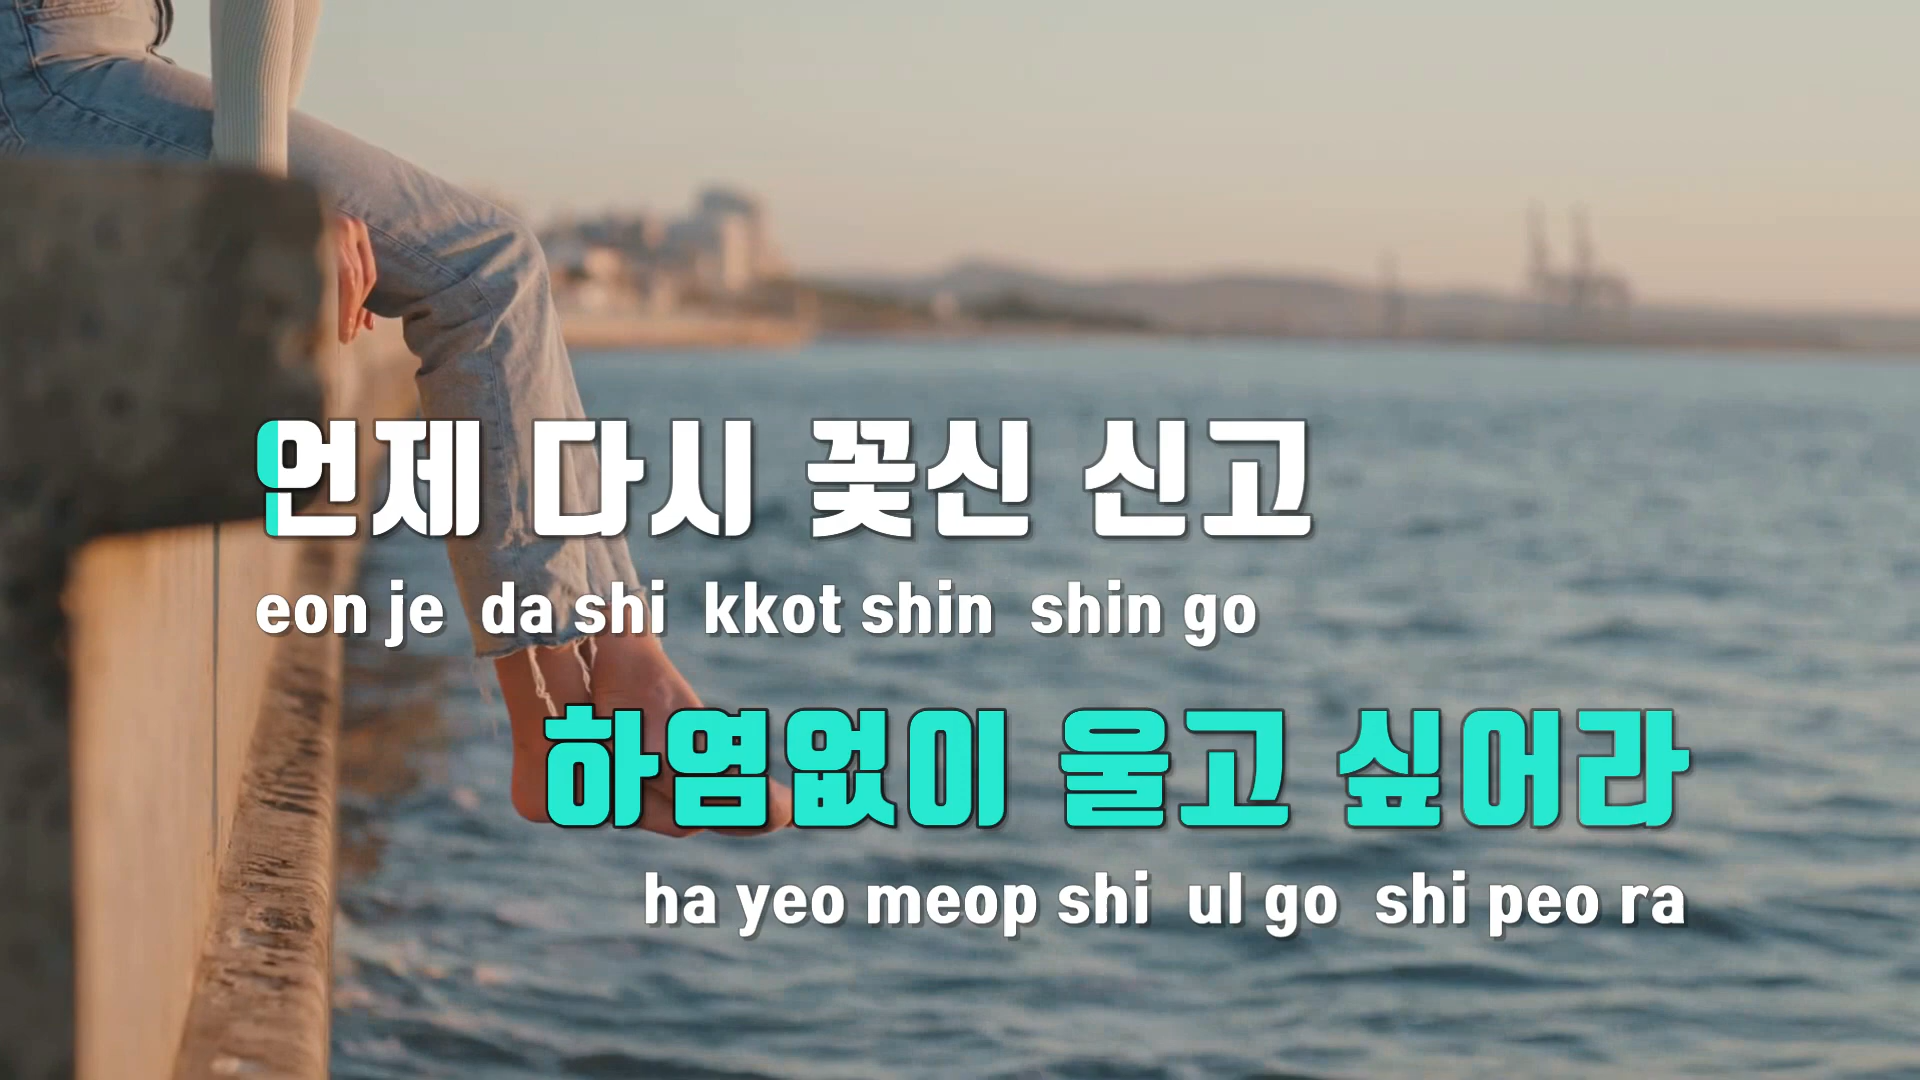 언제 다시 꽃신 신고
eon je da shi kkot shin shin go
하염없이 울고 싶어라
ha yeo meop shi ul go shi peo ra